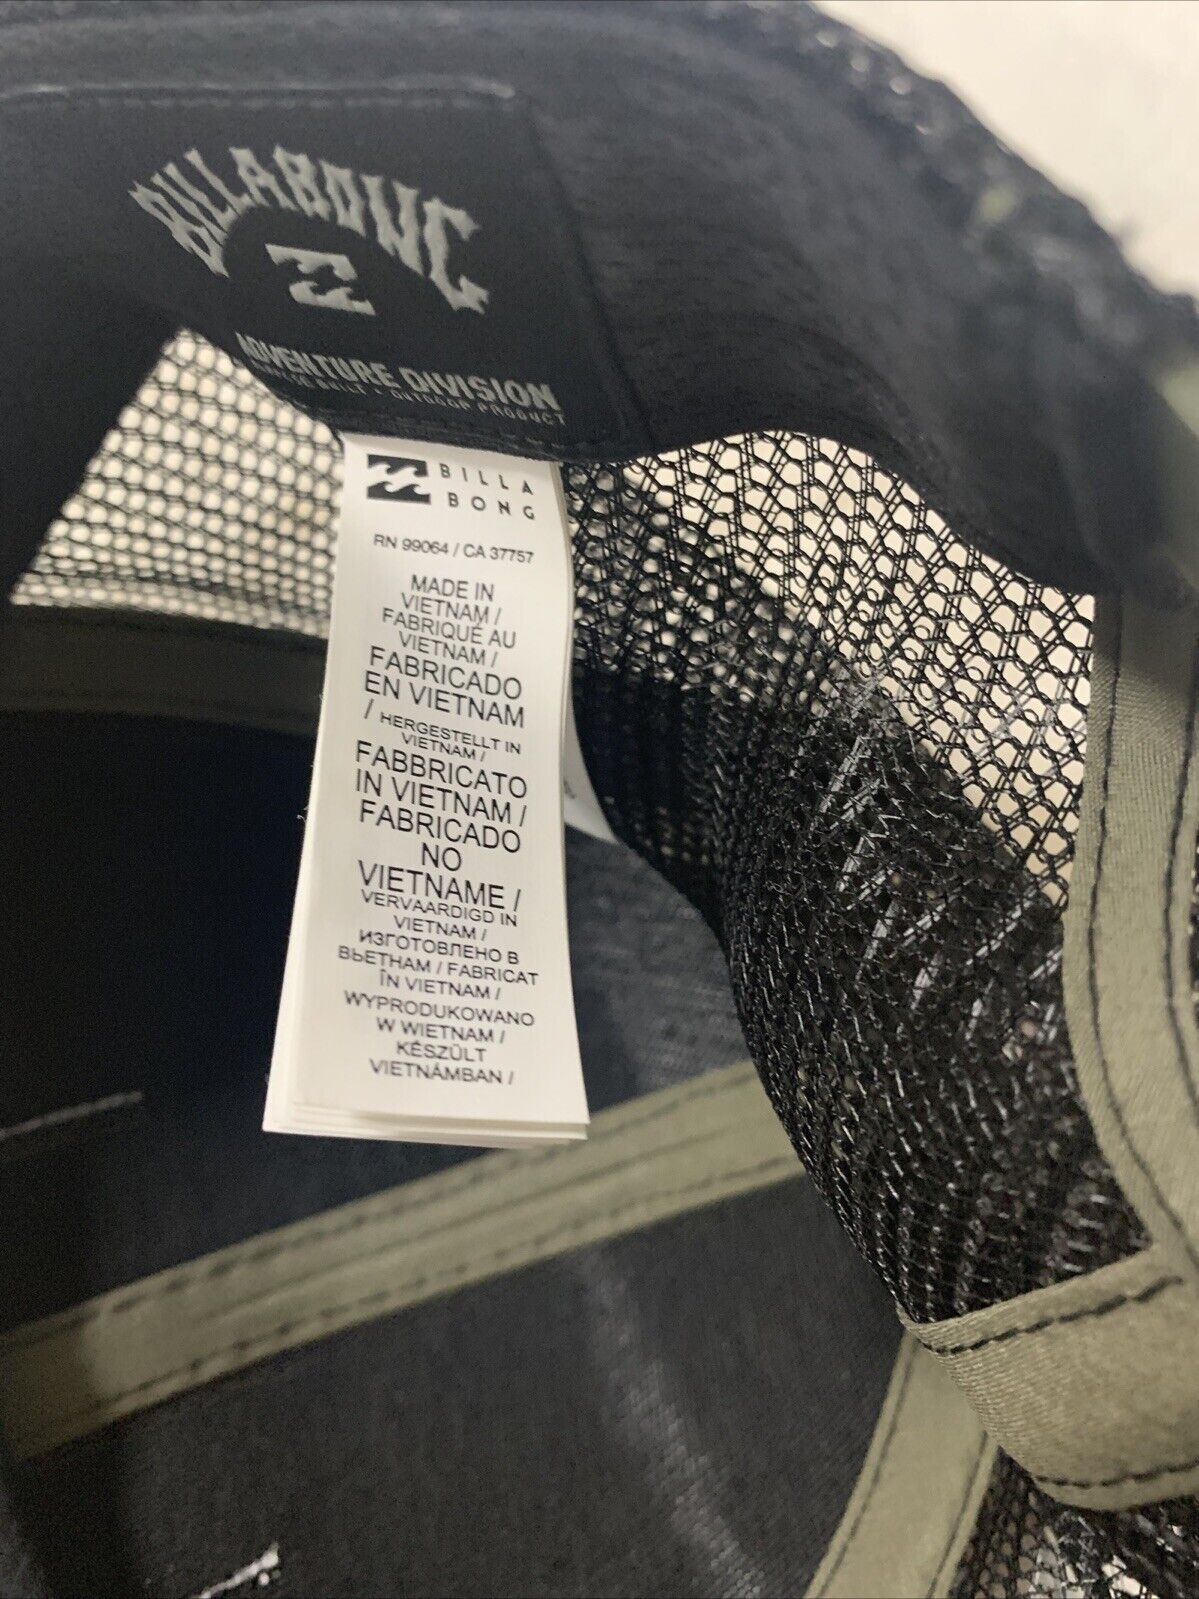 BILLABONG
ADVENTURE DIVISION
OUTDOOR PRODUCT
BILLA
BONG
RN 99064 / CA 37757
MADE IN
VIETNAM /
FABRIQUÉ AU
VIETNAM /
FABRICADO
EN VIETNAM
/ HERGESTELLT IN
VIETNAM /
FABBRICATO
IN VIETNAM /
FABRICADO
NO
VIETNAME /
VERVAARDIGD IN
VIETNAM /
ИЗГОТОВЛЕНО В
ВЬЕТНАМ / FABRICAT
ÎN VIETNAM /
WYPRODUKOWANO
W WIETNAM /
KÉSZÜLT
VIETNÁMBAN /